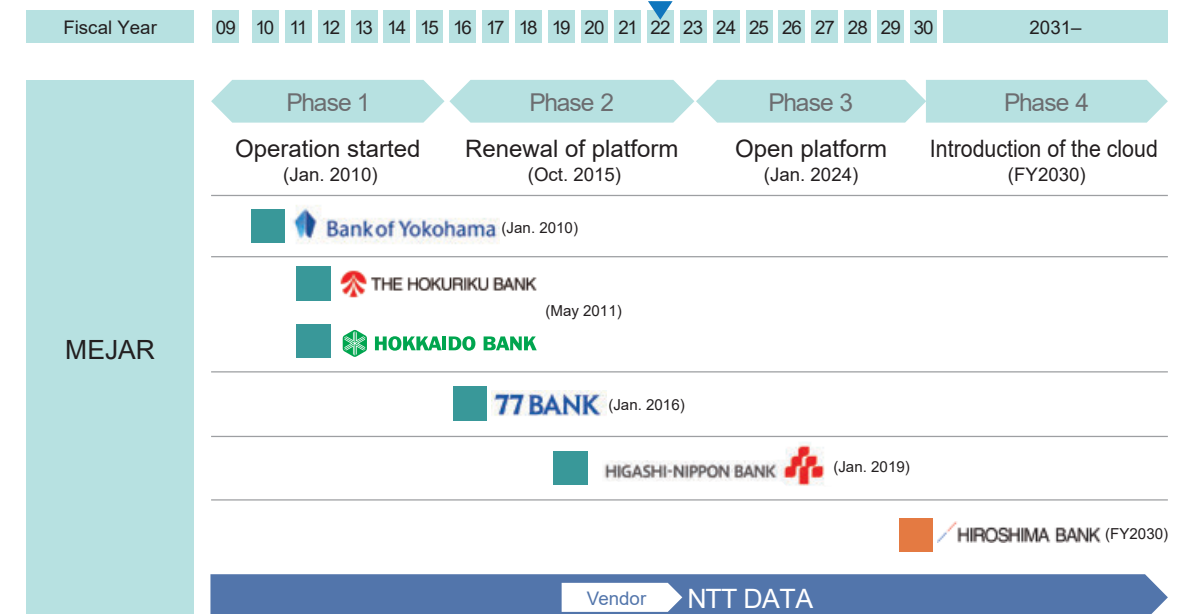 Fiscal Year 09 10 11 12 13 14 15 16 17 18 19 20 21 22 23 24 25 26 27 28 29 30 2031–
Phase 1 Phase 2 Phase 3 Phase 4
Operation started Renewal of platform Open platform Introduction of the cloud
(Jan. 2010) (Oct. 2015) (Jan. 2024) (FY2030)
MEJAR
Bank of Yokohama (Jan. 2010)
THE HOKURIKU BANK
(May 2011)
HOKKAIDO BANK
77 BANK (Jan. 2016)
HIGASHI-NIPPON BANK (Jan. 2019)
HIROSHIMA BANK (FY2030)
Vendor NTT DATA